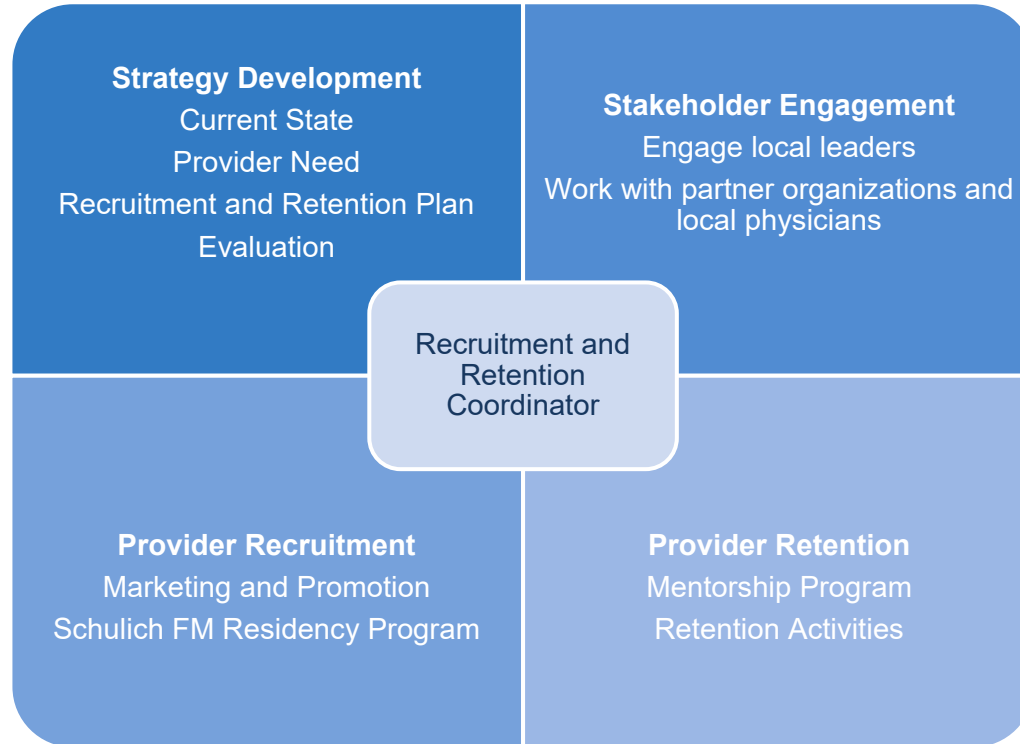 Strategy Development
Current State
Provider Need
Recruitment and Retention Plan
Evaluation
Stakeholder Engagement
Engage local leaders
Work with partner organizations and
local physicians
Recruitment and
Retention
Coordinator
Provider Recruitment
Marketing and Promotion
Schulich FM Residency Program
Provider Retention
Mentorship Program
Retention Activities